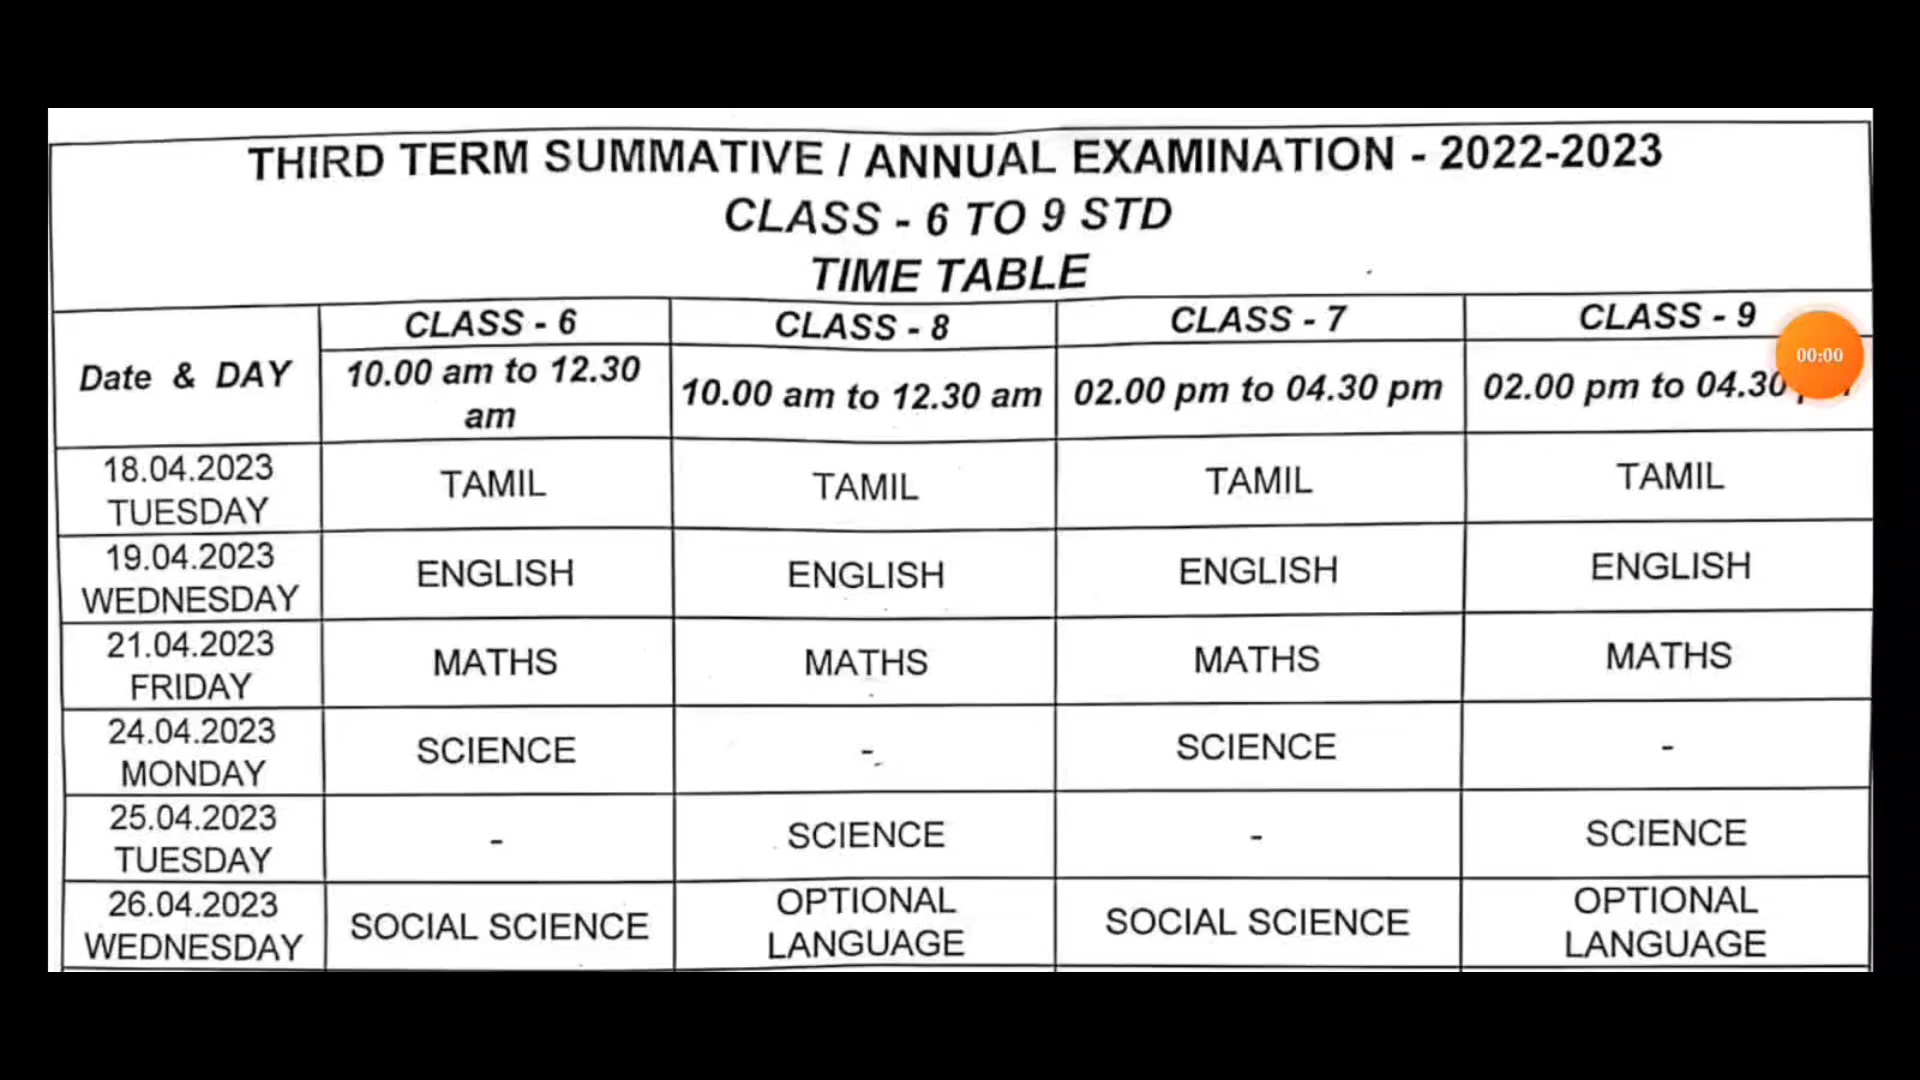 THIRD TERM SUMMATIVE / ANNUAL EXAMINATION - 2022-2023
CLASS - 6 TO 9 STD
TIME TABLE
Date & DAY
CLASS - 6
CLASS - 8
CLASS - 7
CLASS - 9
10.00 am to 12.30
am
10.00 am to 12.30 am
02.00 pm to 04.30 pm
02.00 pm to 04.30
00:00
18.04.2023
TUESDAY
TAMIL
TAMIL
TAMIL
TAMIL
19.04.2023
WEDNESDAY
ENGLISH
ENGLISH
ENGLISH
ENGLISH
21.04.2023
FRIDAY
MATHS
MATHS
MATHS
MATHS
24.04.2023
MONDAY
SCIENCE
-
SCIENCE
-
25.04.2023
TUESDAY
-
SCIENCE
-
SCIENCE
26.04.2023
WEDNESDAY
SOCIAL SCIENCE
OPTIONAL
LANGUAGE
SOCIAL SCIENCE
OPTIONAL
LANGUAGE